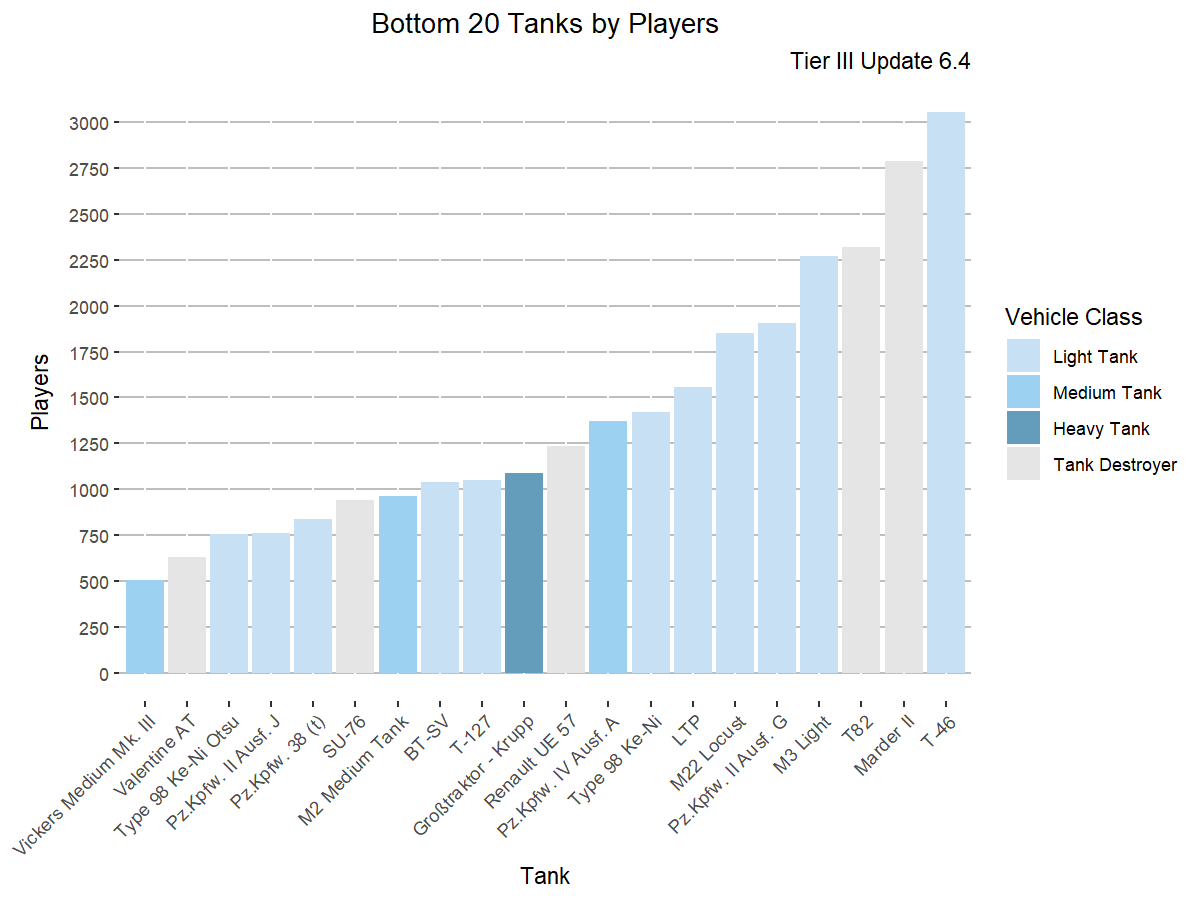 Bottom 20 Tanks by Players
Tier III Update 6.4
Players
3000
2750
2500
2250
2000
1750
1500
1250
1000
750
500
250
0
Vickers Medium Mk. III
Valentine AT
Type 98 Ke-Ni Otsu
Pz.Kpfw. II Ausf. J
Pz.Kpfw. 38 (t)
SU-76
M2 Medium Tank
BT-SV
T-127
Großtraktor - Krupp
Renault UE 57
Pz.Kpfw. IV Ausf. A
Type 98 Ke-Ni
LTP
M22 Locust
Pz.Kpfw. II Ausf. G
M3 Light
T82
Marder II
T-46
Tank
Vehicle Class
Light Tank
Medium Tank
Heavy Tank
Tank Destroyer